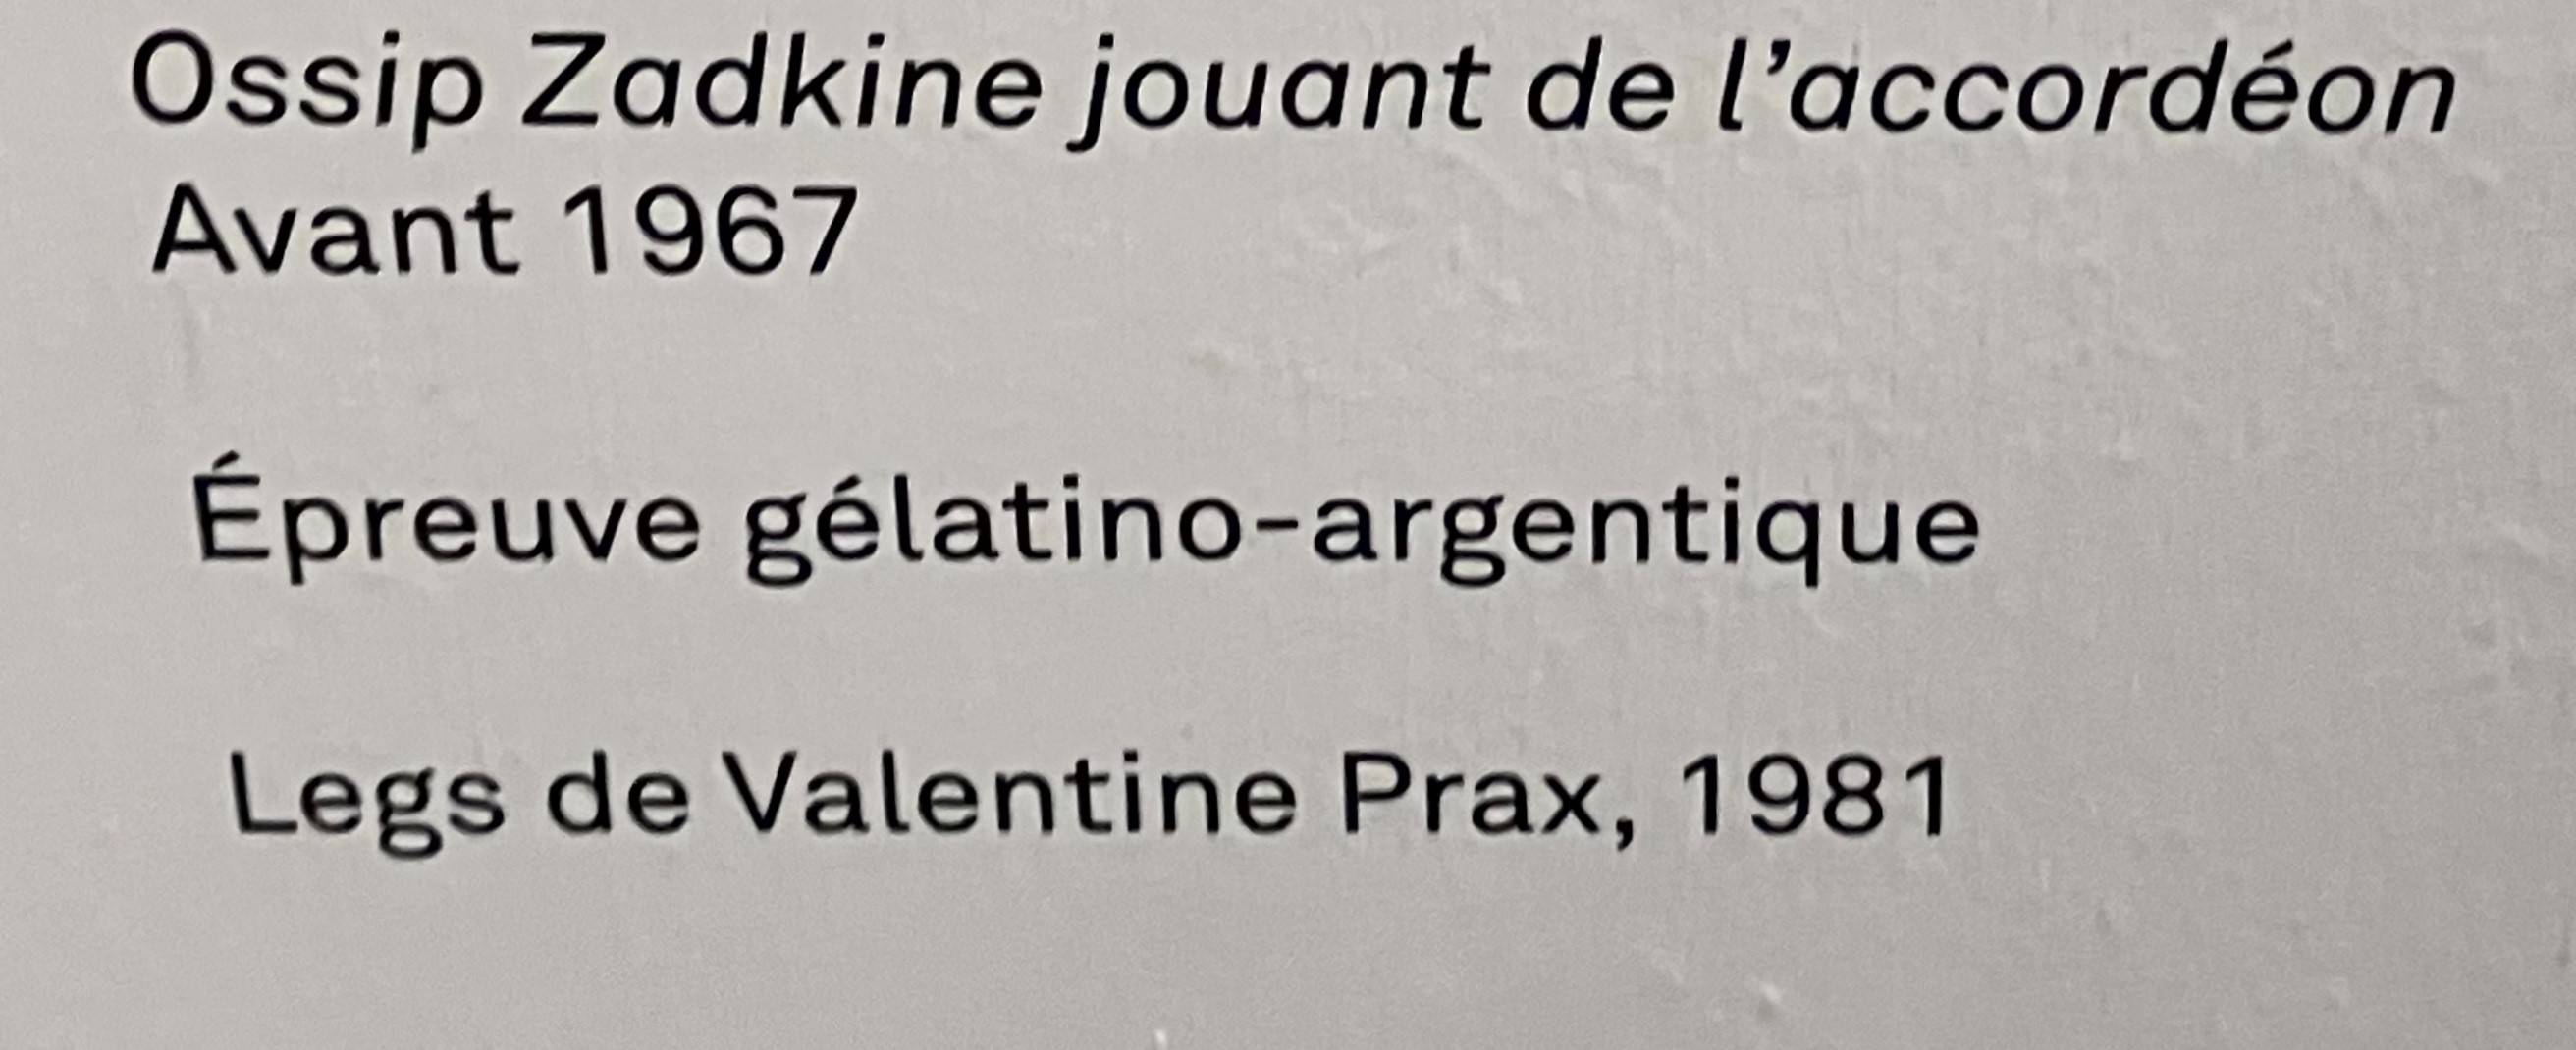 Ossip Zadkine jouant de l’accordéon
Avant 1967
Épreuve gélatino-argentique
Legs de Valentine Prax, 1981